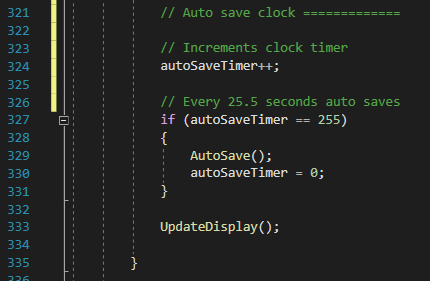 321 // Auto save clock =============
322
323 // Increments clock timer
324 autoSaveTimer++;
325
326 // Every 25.5 seconds auto saves
327 if (autoSaveTimer == 255)
328 {
329 AutoSave();
330 autoSaveTimer = 0;
331 }
332
333 UpdateDisplay();
334
335 }
336